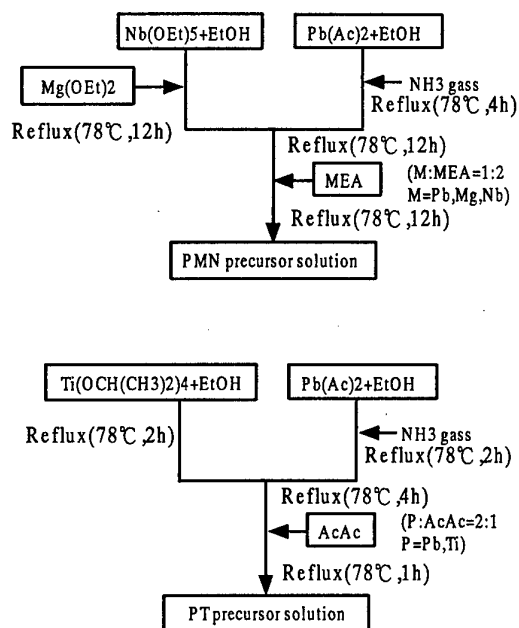 Nb(OEt)5+EtOH
Pb(Ac)2+EtOH
Mg(OEt)2
NH3 gass
Reflux(78℃,4h)
Reflux(78℃,12h)
Reflux(78℃,12h)
MEA
(M:MEA=1:2
M=Pb,Mg,Nb)
Reflux(78℃,12h)
PMN precursor solution
Ti(OCH(CH3)2)4+EtOH
Pb(Ac)2+EtOH
Reflux(78℃,2h)
NH3 gass
Reflux(78℃,2h)
Reflux(78℃,4h)
AcAc
(P:AcAc=2:1
P=Pb,Ti)
Reflux(78℃,1h)
PT precursor solution